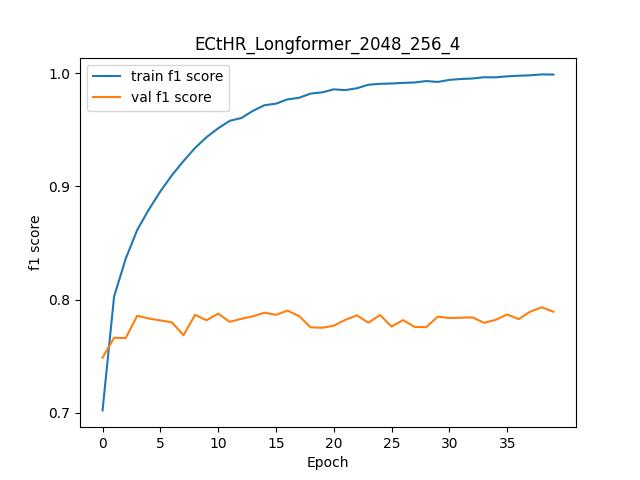 ECtHR_Longformer_2048_256_4
train f1 score
val f1 score
f1 score
1.0
0.9
0.8
0.7
0 5 10 15 20 25 30 35
Epoch